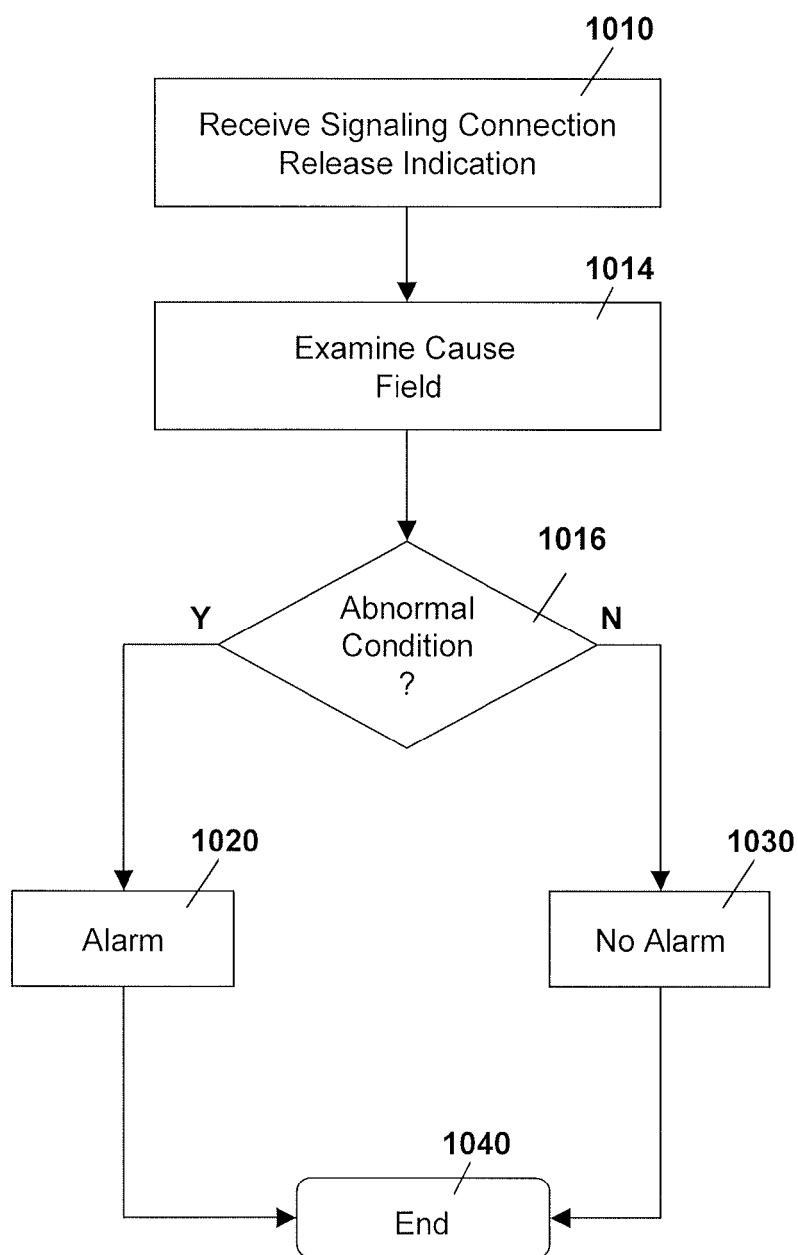 1010
Receive Signaling Connection
Release Indication
1014
Examine Cause
Field
1016
Y
Abnormal
Condition
?
N
1020
Alarm
1030
No Alarm
1040
End